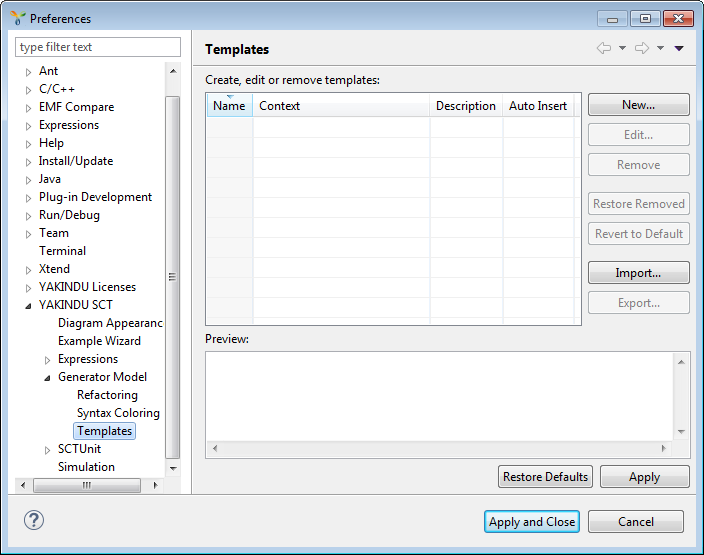 Preferences
type filter text
Ant
C/C++
EMF Compare
Expressions
Help
Install/Update
Java
Plug-in Development
Run/Debug
Team
Terminal
Xtend
YAKINDU Licenses
YAKINDU SCT
Diagram Appearanc
Example Wizard
Expressions
Generator Model
Refactoring
Syntax Coloring
Templates
SCTUnit
Simulation
Templates
Create, edit or remove templates:
Name Context Description Auto Insert
New...
Edit...
Remove
Restore Removed
Revert to Default
Import...
Export...
Preview:
Restore Defaults Apply
? Apply and Close Cancel